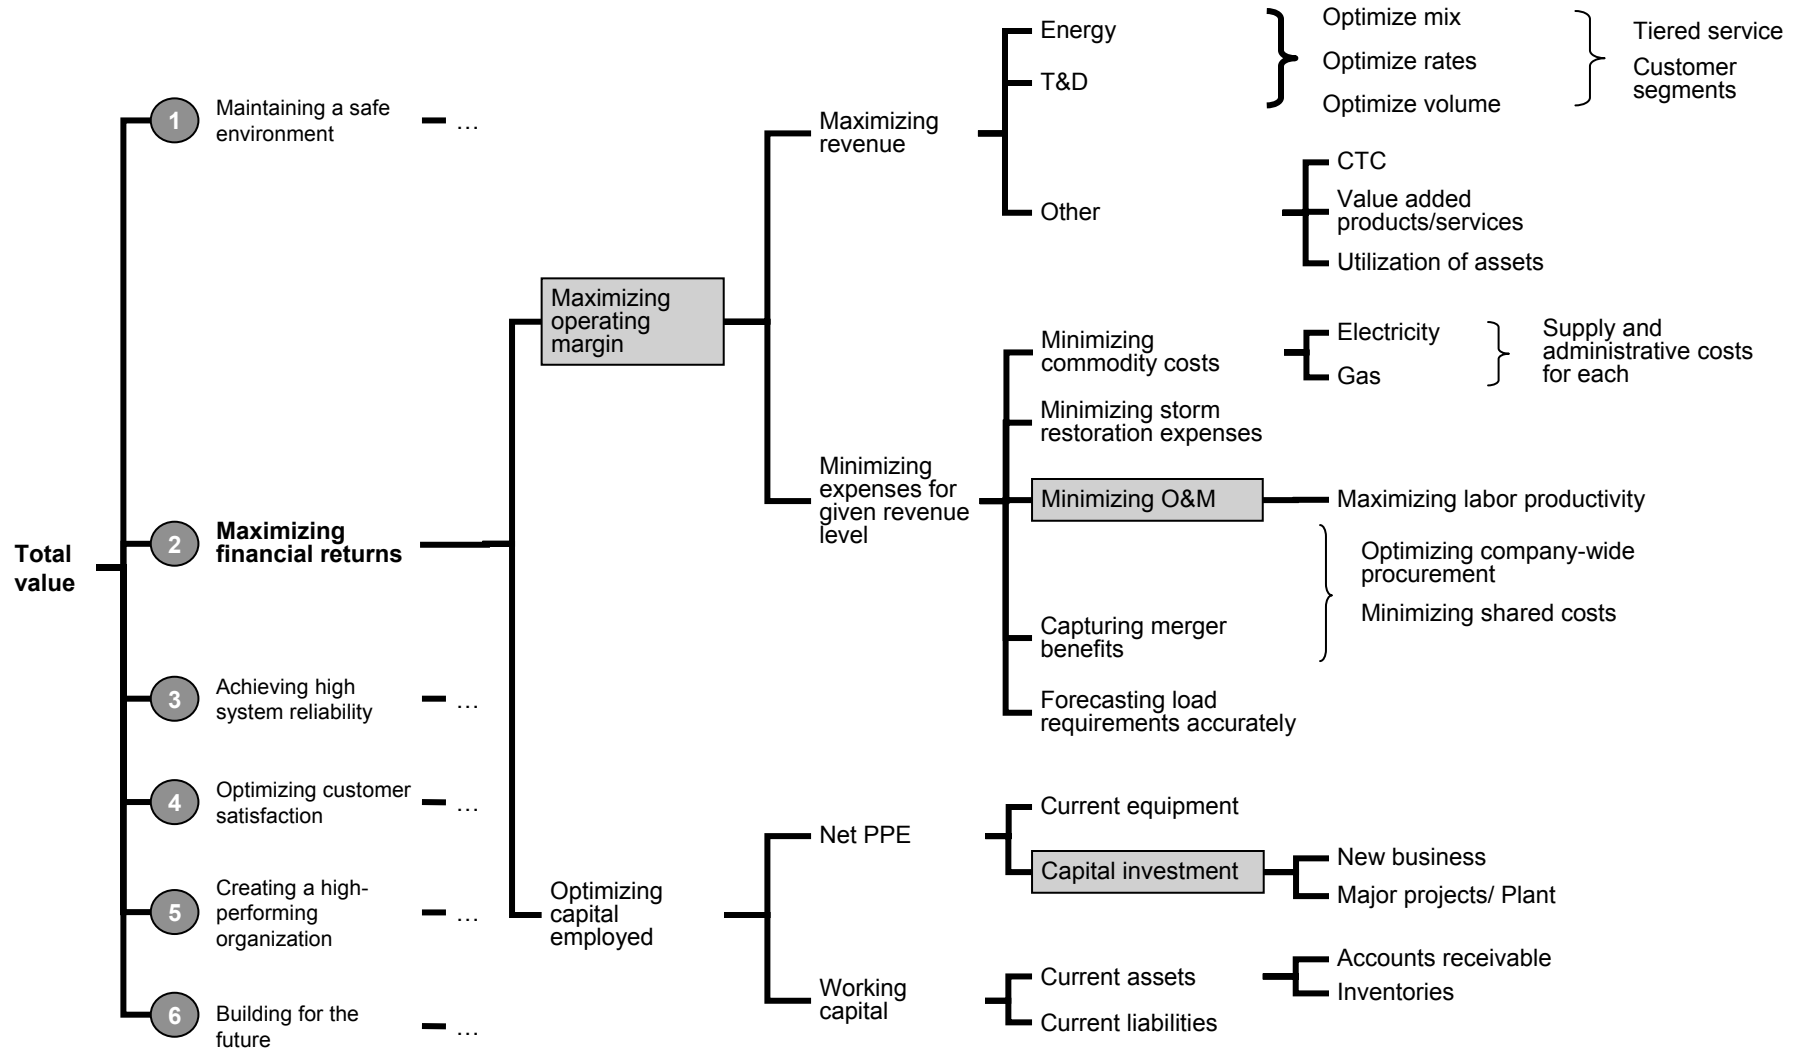 Total
value
1
Maintaining a safe
environment
…
2
Maximizing
financial returns
3
Achieving high
system reliability
…
4
Optimizing customer
satisfaction
…
5
Creating a high-
performing
organization
…
6
Building for the
future
…
Maximizing
operating
margin
Optimizing
capital
employed
Maximizing
revenue
Minimizing
expenses for
given revenue
level
Net PPE
Working
capital
Energy
T&D
Other
Optimize mix
Optimize rates
Optimize volume
Tiered service
Customer
segments
CTC
Value added
products/services
Utilization of assets
Minimizing
commodity costs
Electricity
Gas
Supply and
administrative costs
for each
Minimizing storm
restoration expenses
Minimizing O&M
Maximizing labor productivity
Optimizing company-wide
procurement
Minimizing shared costs
Capturing merger
benefits
Forecasting load
requirements accurately
Current equipment
Capital investment
New business
Major projects/ Plant
Current assets
Accounts receivable
Inventories
Current liabilities